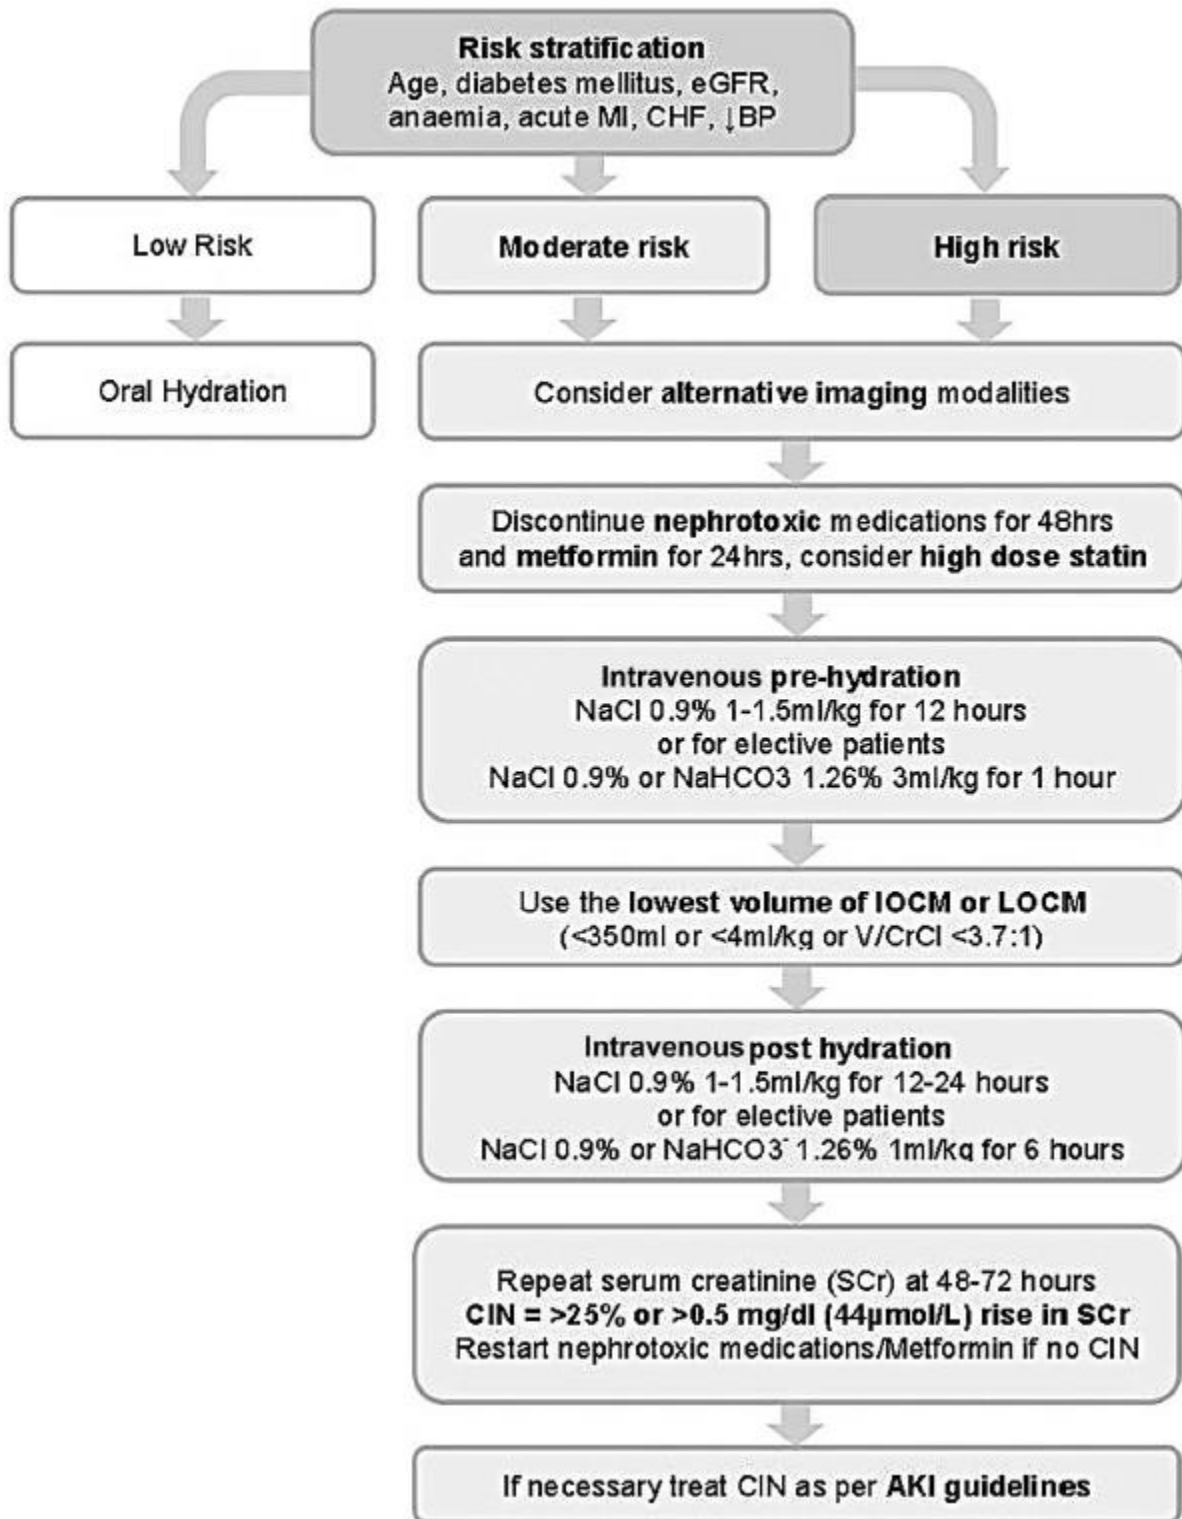 Risk stratification
Age, diabetes mellitus, eGFR,
anaemia, acute MI, CHF, ↓BP
Low Risk
Moderate risk
High risk
Oral Hydration
Consider alternative imaging modalities
Discontinue nephrotoxic medications for 48hrs
and metformin for 24hrs, consider high dose statin
Intravenous pre-hydration
NaCl 0.9% 1-1.5ml/kg for 12 hours
or for elective patients
NaCl 0.9% or NaHCO3 1.26% 3ml/kg for 1 hour
Use the lowest volume of IOCM or LOCM
(<350ml or <4ml/kg or V/CrCl <3.7:1)
Intravenous post hydration
NaCl 0.9% 1-1.5ml/kg for 12-24 hours
or for elective patients
NaCl 0.9% or NaHCO3⁻ 1.26% 1ml/kg for 6 hours
Repeat serum creatinine (SCr) at 48-72 hours
CIN = >25% or >0.5 mg/dl (44µmol/L) rise in SCr
Restart nephrotoxic medications/Metformin if no CIN
If necessary treat CIN as per AKI guidelines